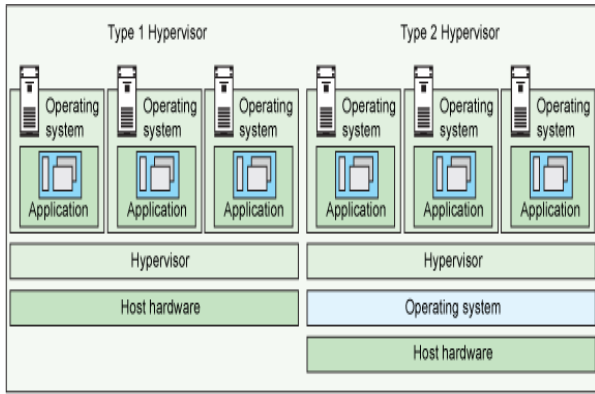 Type 1 Hypervisor
Operating
system
Application
Operating
system
Application
Operating
system
Application
Hypervisor
Host hardware
Type 2 Hypervisor
Operating
system
Application
Operating
system
Application
Operating
system
Application
Hypervisor
Operating system
Host hardware